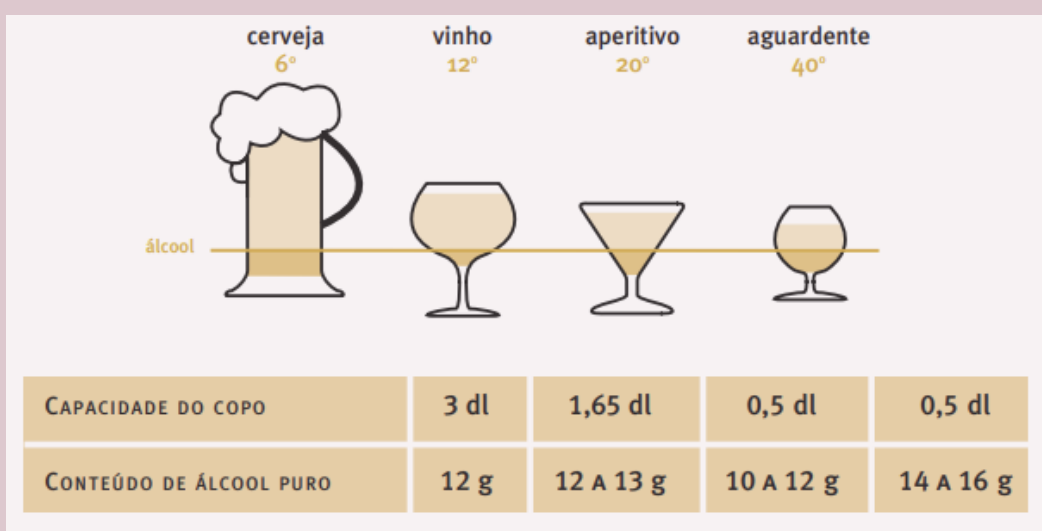 cerveja vinho aperitivo aguardente
6° 12° 20° 40°
álcool
CAPACIDADE DO COPO 3 dl 1,65 dl 0,5 dl 0,5 dl
CONTEÚDO DE ÁLCOOL PURO 12 g 12 A 13 g 10 A 12 g 14 A 16 g